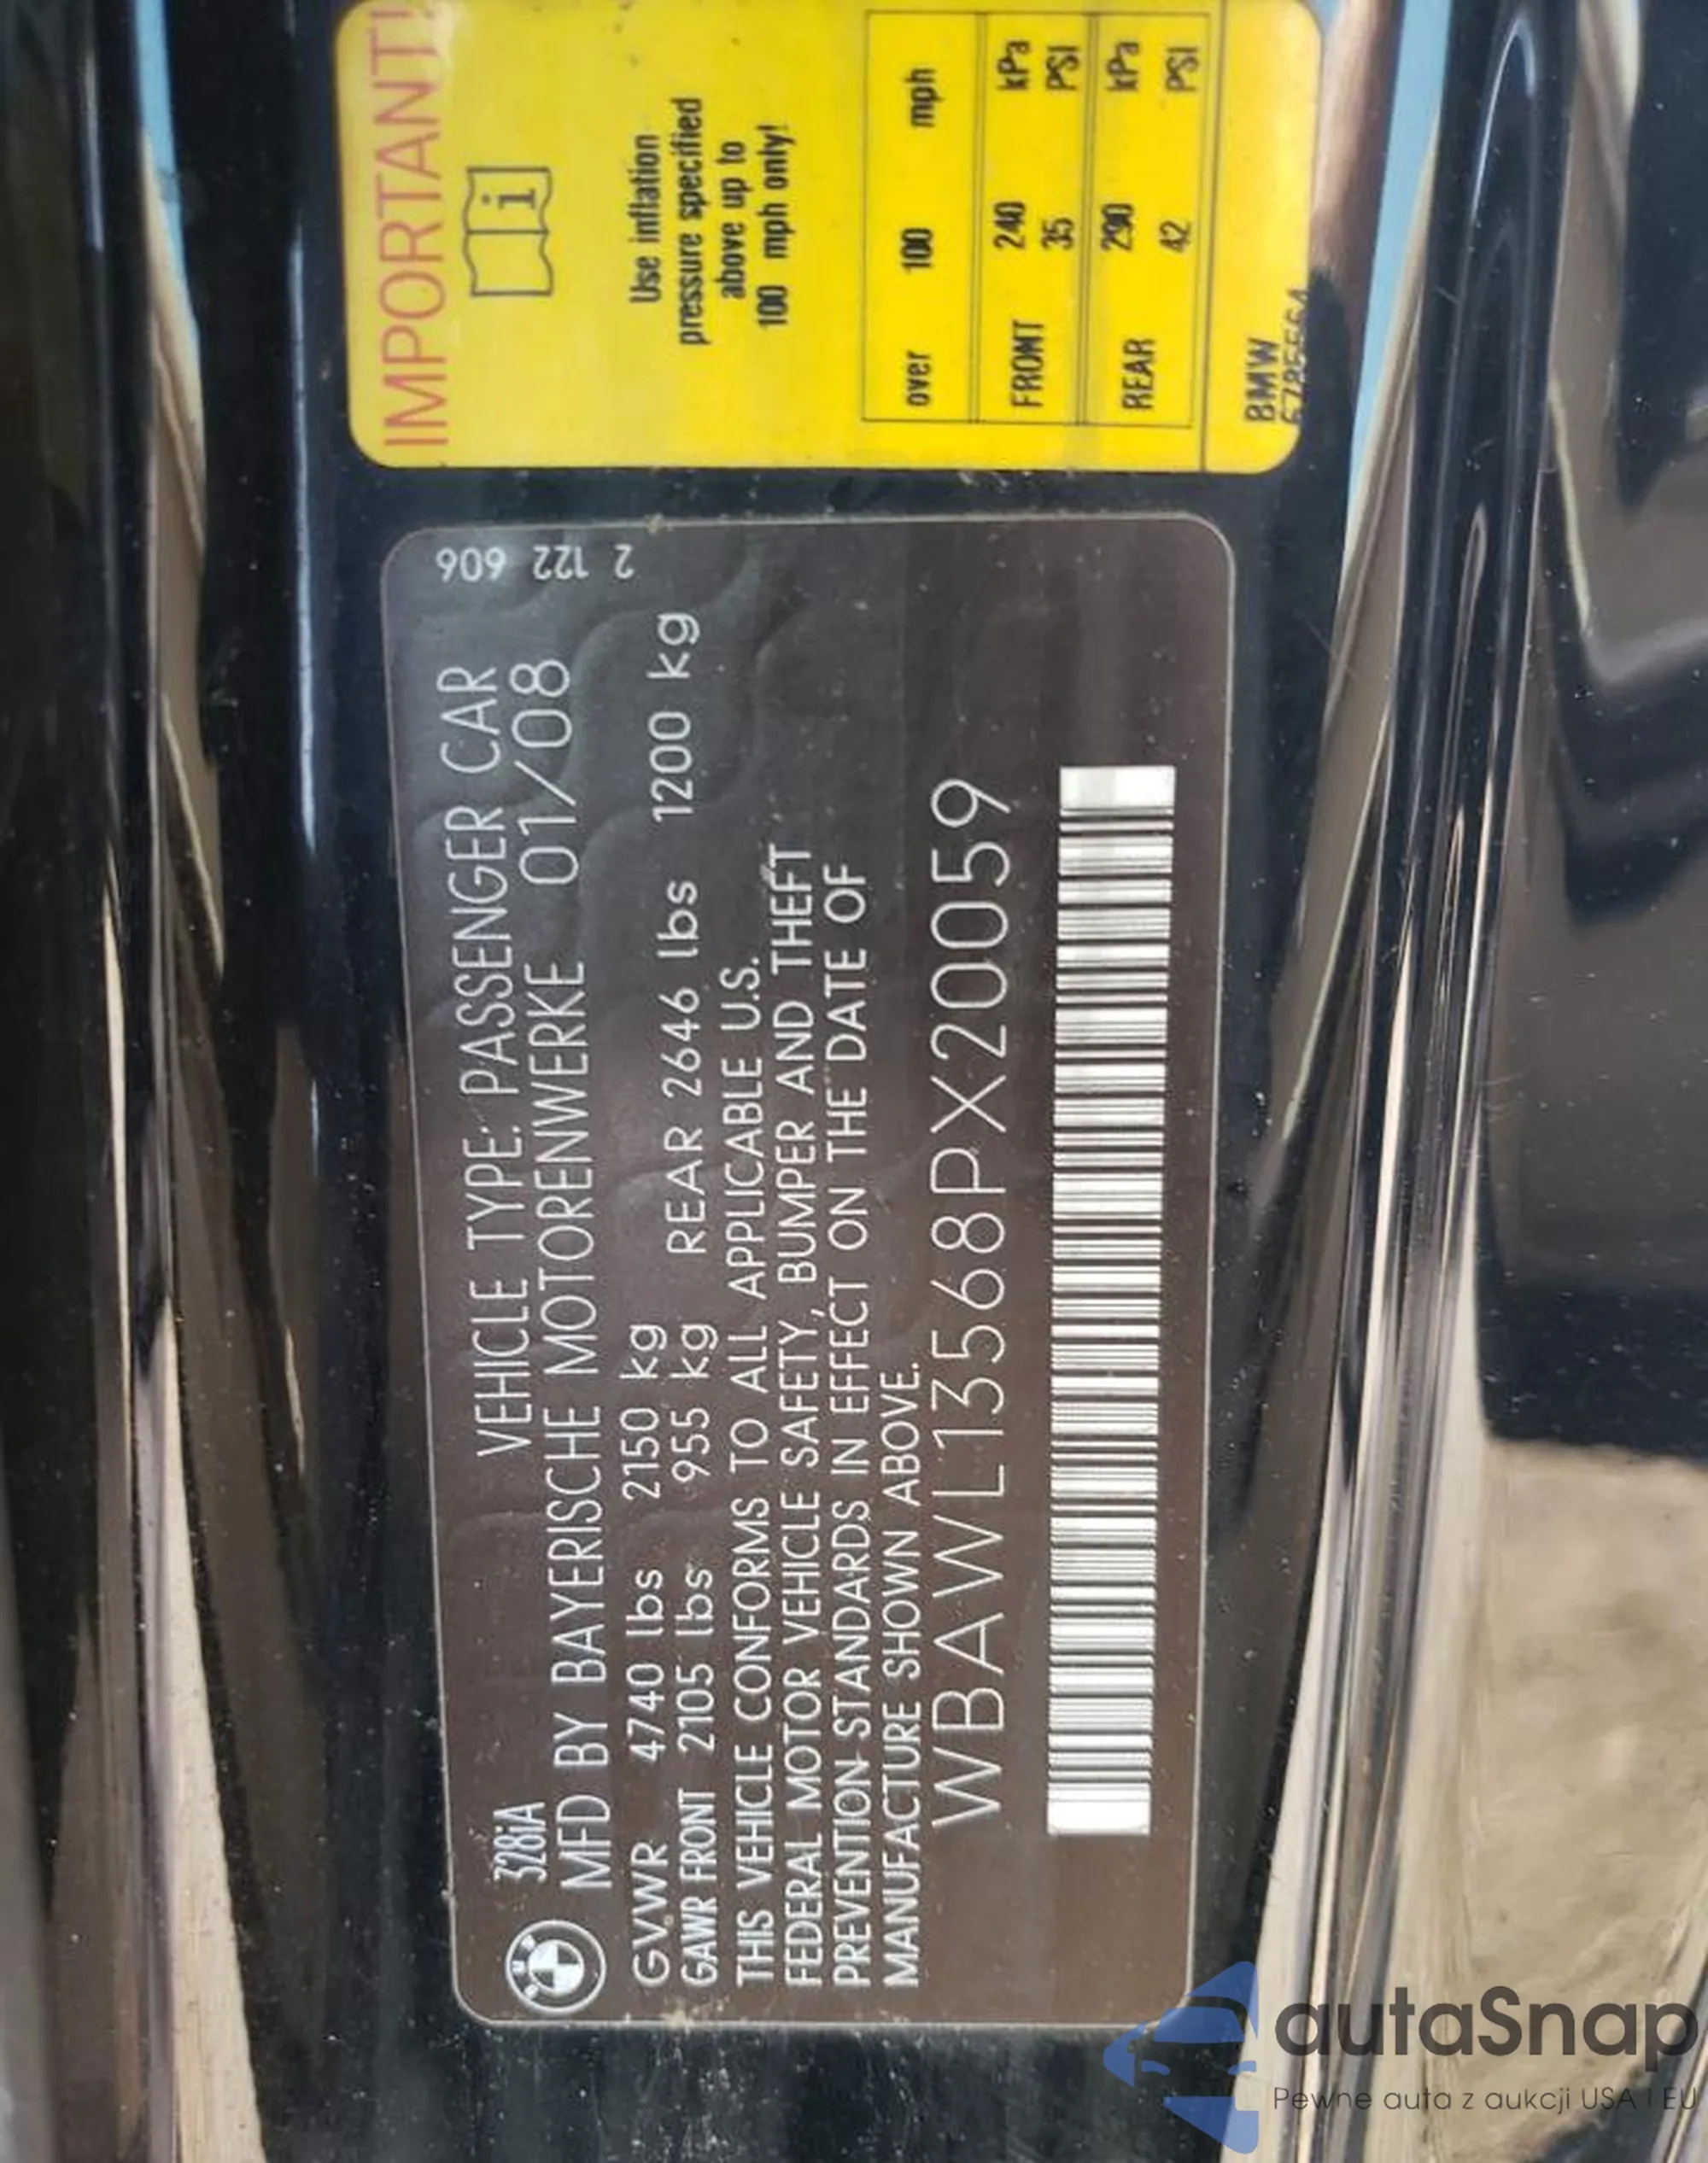 328iA VEHICLE TYPE: PASSENGER CAR
MFD BY BAYERISCHE MOTORENWERKE 01/08
GVWR 4740 lbs 2150 kg
GAWR FRONT 2105 lbs 955 kg REAR 2646 lbs 1200 kg
THIS VEHICLE CONFORMS TO ALL APPLICABLE U.S.
FEDERAL MOTOR VEHICLE SAFETY, BUMPER AND THEFT
PREVENTION STANDARDS IN EFFECT ON THE DATE OF
MANUFACTURE SHOWN ABOVE.
WBAWL13568PX20059
2 122 606
IMPORTANT!
i
Use inflation
pressure specified
above up to
100 mph only!
over 100 mph
FRONT 240 kPa
35 PSI
REAR 290 kPa
42 PSI
BMW
autaSnap
Pewne auta z aukcji USA i EU